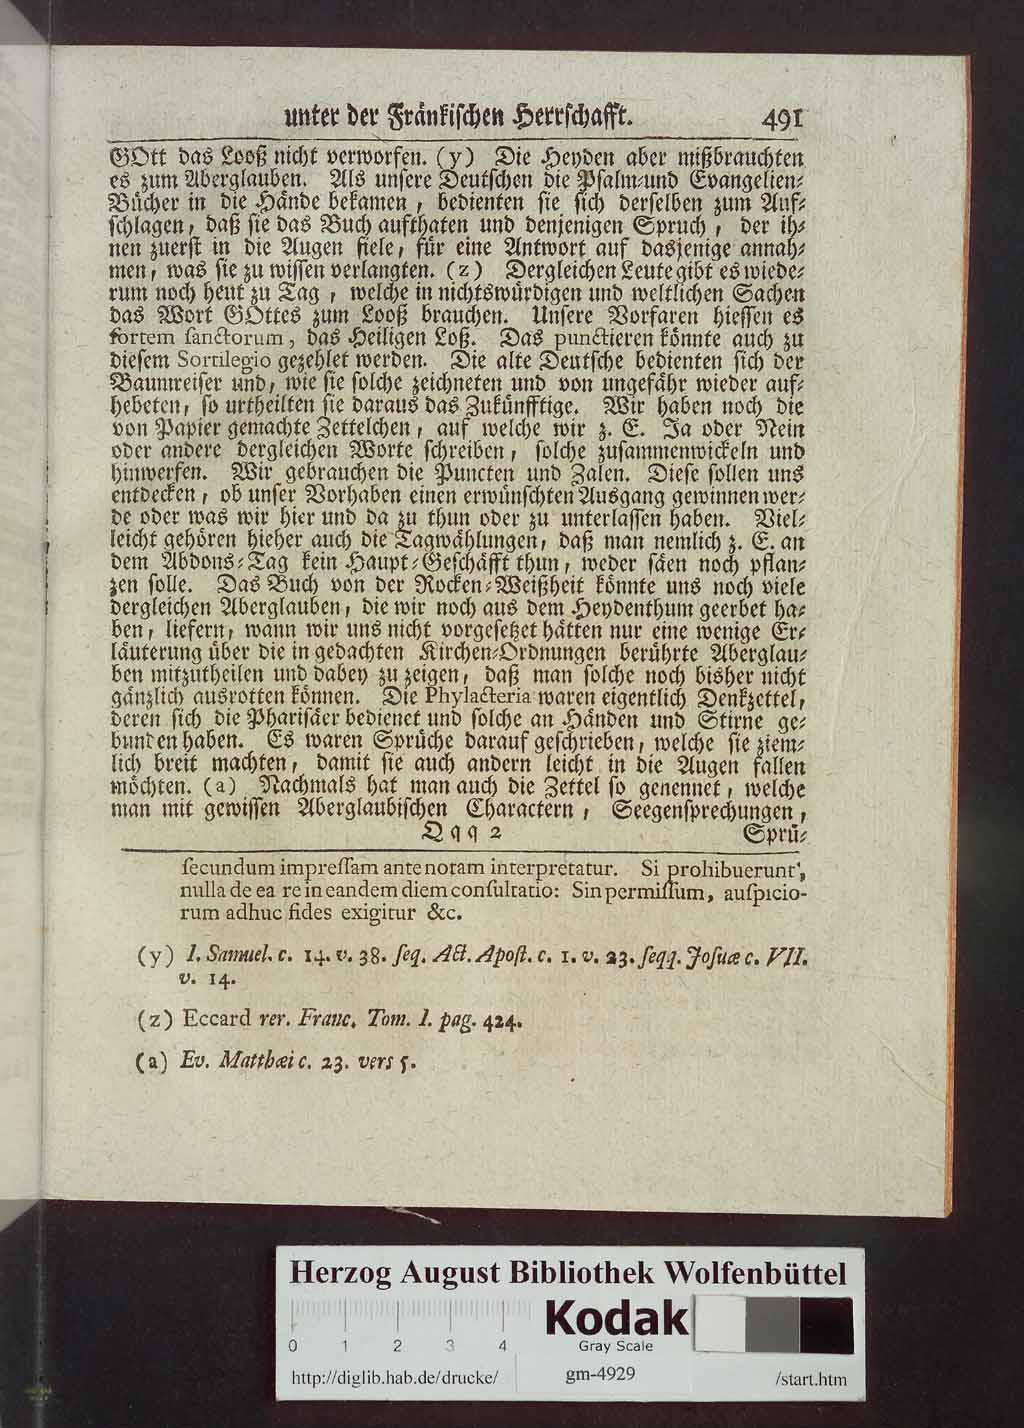 unter der Fränkischen Herrschafft. 491
GOtt das Looß nicht verworfen. (y) Die Heyden aber mißbrauchten
es zum Aberglauben. Als unsere Deutschen die Psalm⸗und Evangelien⸗
Bücher in die Hände bekamen, bedienten sie sich derselben zum Auf⸗
schlagen, daß sie das Buch aufthaten und denjenigen Spruch, der ih⸗
nen zuerst in die Augen fiele, für eine Antwort auf dasjenige annah⸗
men, was sie zu wissen verlangten. (z) Dergleichen Leute gibt es wiede⸗
rum noch heut zu Tag, welche in nichtswürdigen und weltlichen Sachen
das Wort GOttes zum Looß brauchen. Unsere Vorfaren hiessen es
sortem sanctorum, das Heiligen Loß. Das punctieren könnte auch zu
diesem Sortilegio gezehlet werden. Die alte Deutsche bedienten sich der
Baumreiser und, wie sie solche zeichneten und von ungefähr wieder auf⸗
hebeten, so urtheilten sie daraus das Zukünfftige. Wir haben noch die
von Papier gemachte Zettelchen, auf welche wir z. E. Ja oder Nein
oder andere dergleichen Worte schreiben, solche zusammenwickeln und
hinwerfen. Wir gebrauchen die Puncten und Zalen. Diese sollen uns
entdecken, ob unser Vorhaben einen erwünschten Ausgang gewinnen wer⸗
de oder was wir hier und da zu thun oder zu unterlassen haben. Viel⸗
leicht gehören hieher auch die Tagwählungen, daß man nemlich z. E. an
dem Abdons⸗Tag kein Haupt⸗Geschäfft thun, weder säen noch pflan⸗
zen solle. Das Buch von der Rocken⸗Weißheit könnte uns noch viele
dergleichen Aberglauben, die wir noch aus dem Heydenthum geerbet ha⸗
ben, liefern, wann wir uns nicht vorgesetzet hätten nur eine wenige Er⸗
läuterung über die in gedachten Kirchen⸗Ordnungen berührte Aberglau⸗
ben mitzutheilen und dabey zu zeigen, daß man solche noch bisher nicht
gänzlich ausrotten können. Die Phylacteria waren eigentlich Denkzettel,
deren sich die Pharisäer bedienet und solche an Händen und Stirne ge⸗
bunden haben. Es waren Sprüche darauf geschrieben, welche sie ziem⸗
lich breit machten, damit sie auch andern leicht in die Augen fallen
möchten. (a) Nachmals hat man auch die Zettel so genennet, welche
man mit gewissen Aberglaubischen Charactern, Seegensprechungen,
Qqq 2 Sprü⸗
secundum impressam ante notam interpretatur. Si prohibuerunt,
nulla de ea re in eandem diem consultatio: Sin permissum, auspicio-
rum adhuc fides exigitur &c.
(y) I. Samuel. c. 14. v. 38. seq. Act. Apost. c. 1. v. 23. seqq. Josuæ c. VII.
v. 14.
(z) Eccard rer. Franc. Tom. I. pag. 424.
(a) Ev. Matthæi c. 23. vers 5.
Herzog August Bibliothek Wolfenbüttel
Kodak
Gray Scale
0 1 2 3 4
http://diglib.hab.de/drucke/ gm-4929 /start.htm